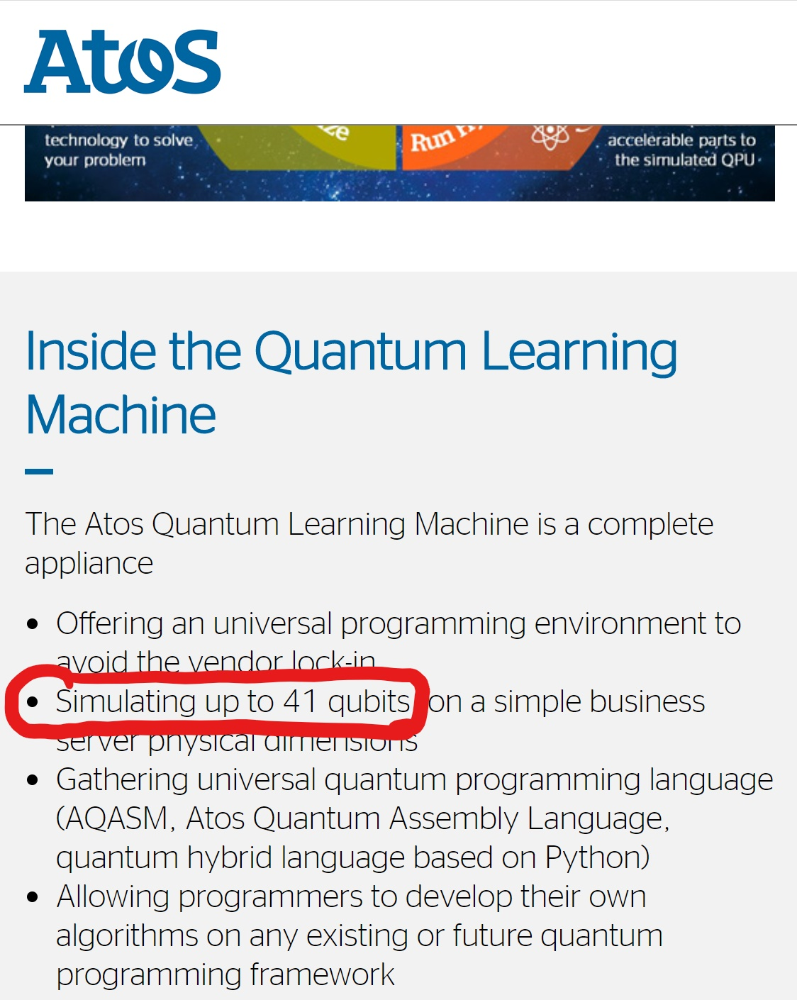 Atos
technology to solve
your problem
ze
Run Hy
accelerable parts to
the simulated QPU
Inside the Quantum Learning
Machine
The Atos Quantum Learning Machine is a complete
appliance
• Offering an universal programming environment to
avoid the vendor lock-in
• Simulating up to 41 qubits on a simple business
server physical dimensions
• Gathering universal quantum programming language
(AQASM, Atos Quantum Assembly Language,
quantum hybrid language based on Python)
• Allowing programmers to develop their own
algorithms on any existing or future quantum
programming framework